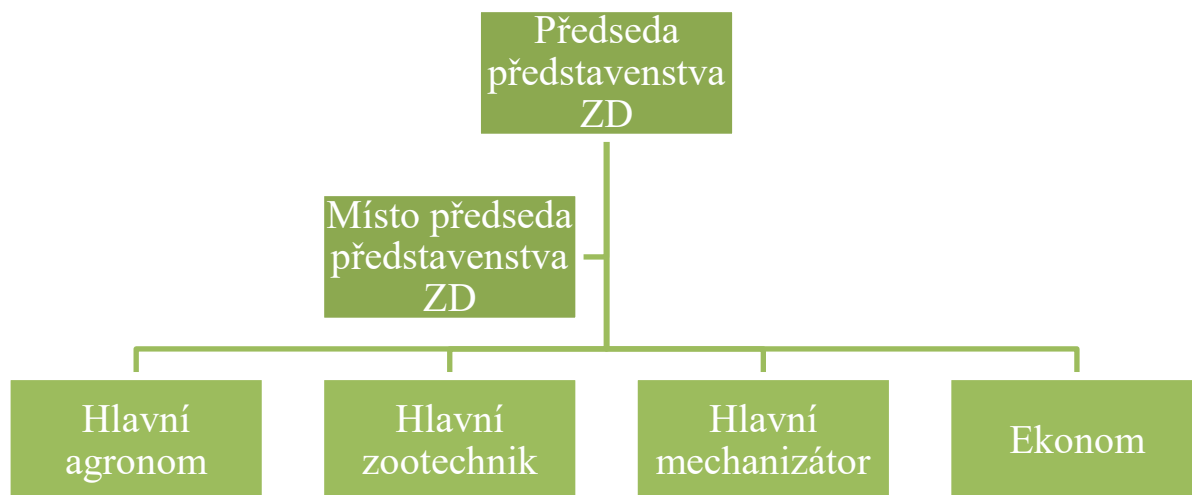 Předseda
představenstva
ZD
Místo předseda
představenstva
ZD
Hlavní
agronom
Hlavní
zootechnik
Hlavní
mechanizátor
Ekonom